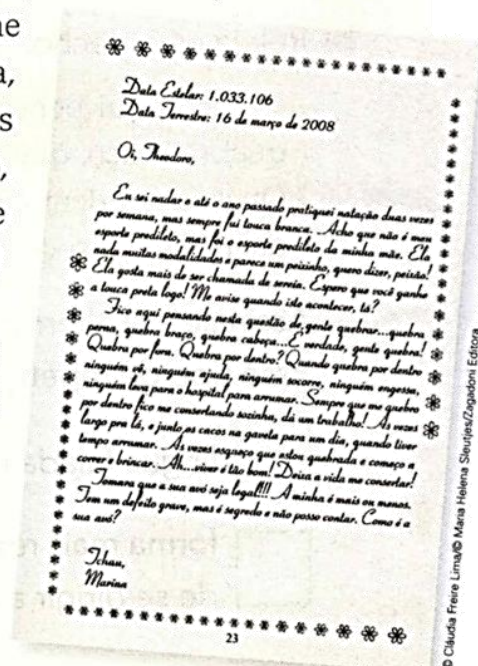 ne
a,
s
,
e
Data Estelar: 1.033.106
Data Terrestre: 16 de março de 2008
Oi, Theodoro,
Eu sei nadar e até o ano passado pratiquei natação duas vezes
por semana, mas sempre fui touca branca. Acho que não é meu
esporte predileto, mas foi o esporte predileto da minha mãe. Ela
nada muitas modalidades e parece um peixinho, quero dizer, peixão!
Ela gosta mais de ser chamada de sereia. Espero que você ganhe
a touca preta logo! Me avise quando isto acontecer, tá?
Fico aqui pensando nesta questão de gente quebrar...quebra
perna, quebra braço, quebra cabeça...É verdade, gente quebra!
Quebra por fora. Quebra por dentro? Quando quebra por dentro
ninguém vê, ninguém ajuda, ninguém socorre, ninguém engessa,
ninguém leva para o hospital para arrumar. Sempre que me quebro
por dentro fico me consertando sozinha, dá um trabalho! Às vezes
largo pra lá, e junto os cacos na gaveta para um dia, quando tiver
tempo arrumar. Às vezes esqueço que estou quebrada e começo a
correr e brincar. Ah...viver é tão bom! Deixa a vida me consertar!
Tomara que a sua avó seja legal!!!! A minha é mais ou menos.
Tem um defeito grave, mas é segredo e não posso contar. Como é a
sua avó?
Tchau,
Marina
23
© Cláudia Freire Lima/© Maria Helena Sleutjes/Zagadoni Editora